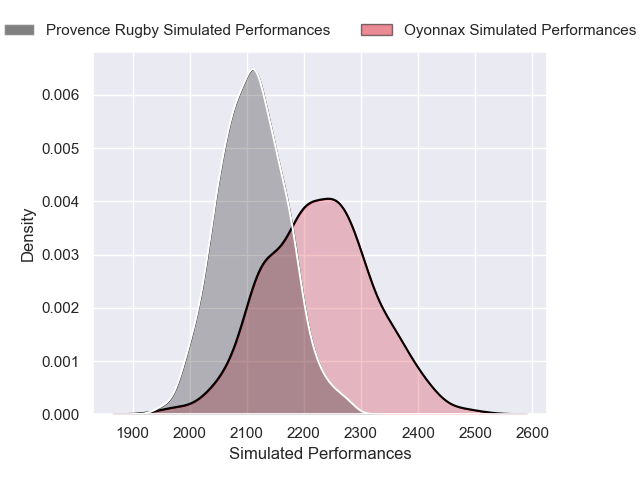 Provence Rugby Simulated Performances Oyonnax Simulated Performances
0.006
0.005
0.004
0.003
0.002
0.001
0.000
Density
1900 2000 2100 2200 2300 2400 2500 2600
Simulated Performances